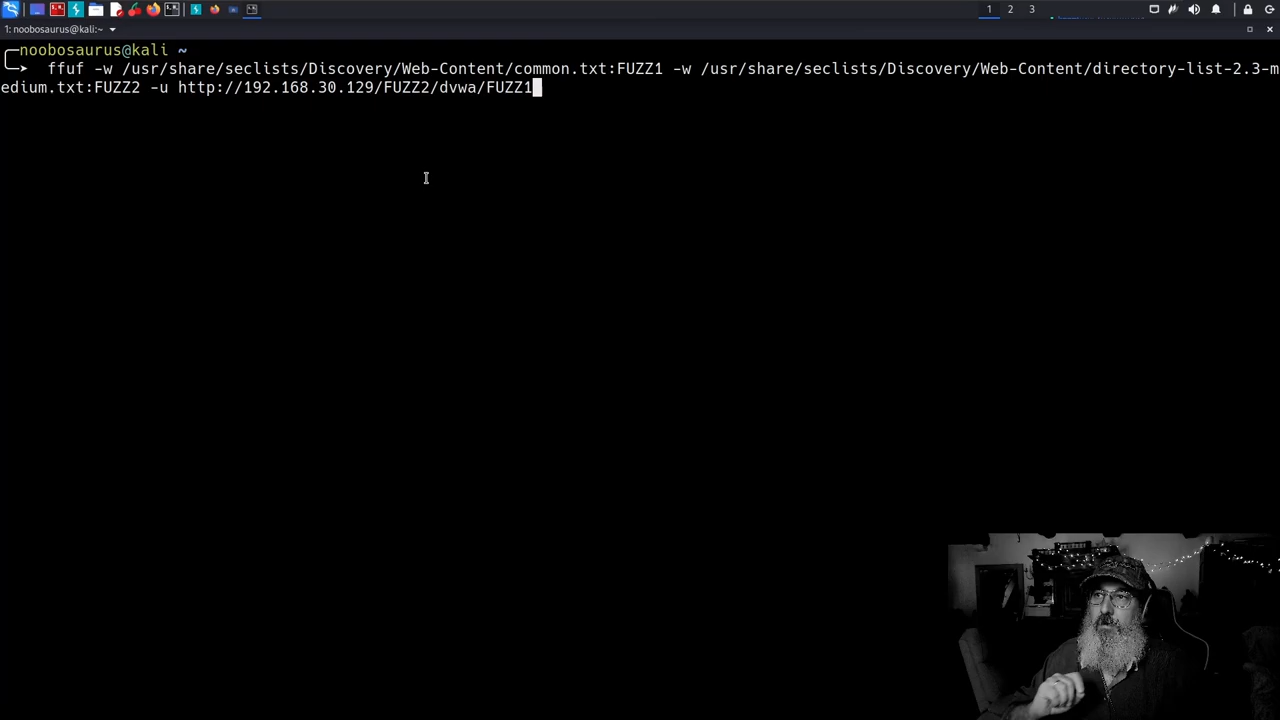 1 2 3
1: noobosaurus@kali:~
noobosaurus@kali ~
ffuf -w /usr/share/seclists/Discovery/Web-Content/common.txt:FUZZ1 -w /usr/share/seclists/Discovery/Web-Content/directory-list-2.3-m
edium.txt:FUZZ2 -u http://192.168.30.129/FUZZ2/dvwa/FUZZ1